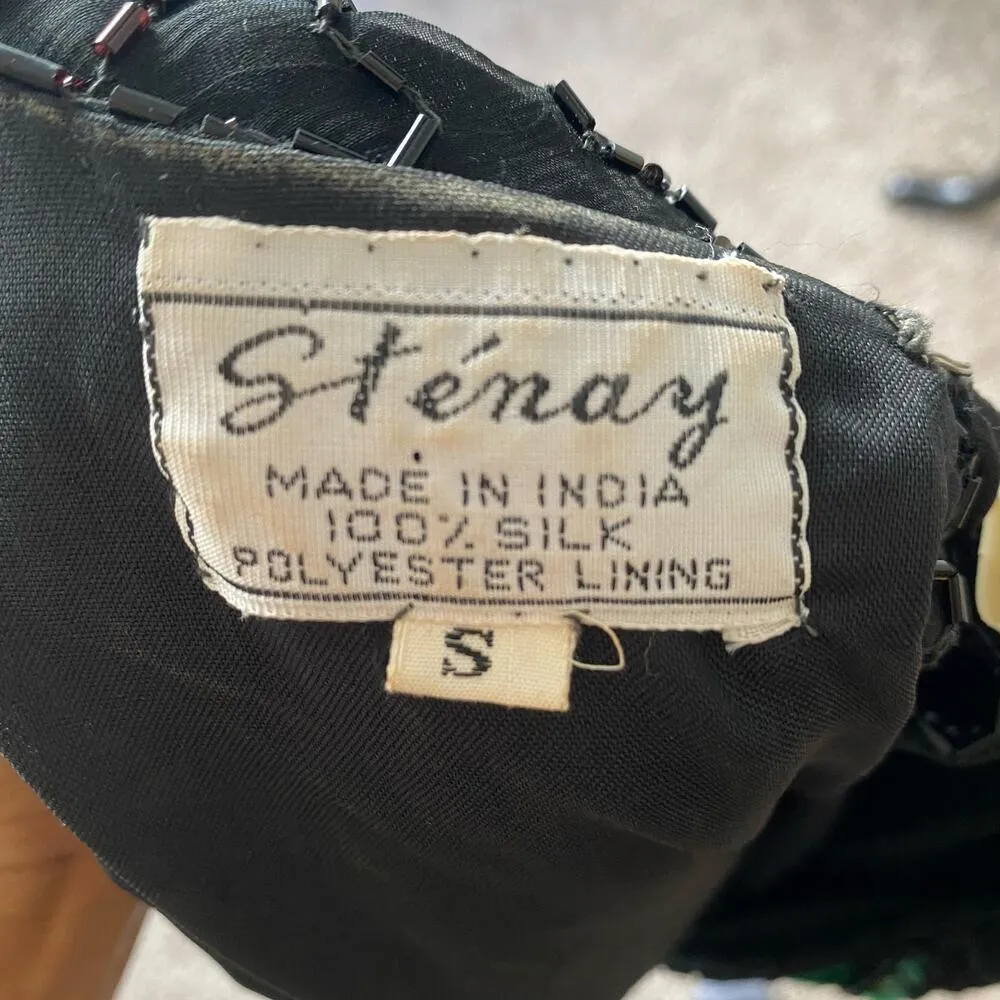 Sténay
MADE IN INDIA
100% SILK
POLYESTER LINING
S